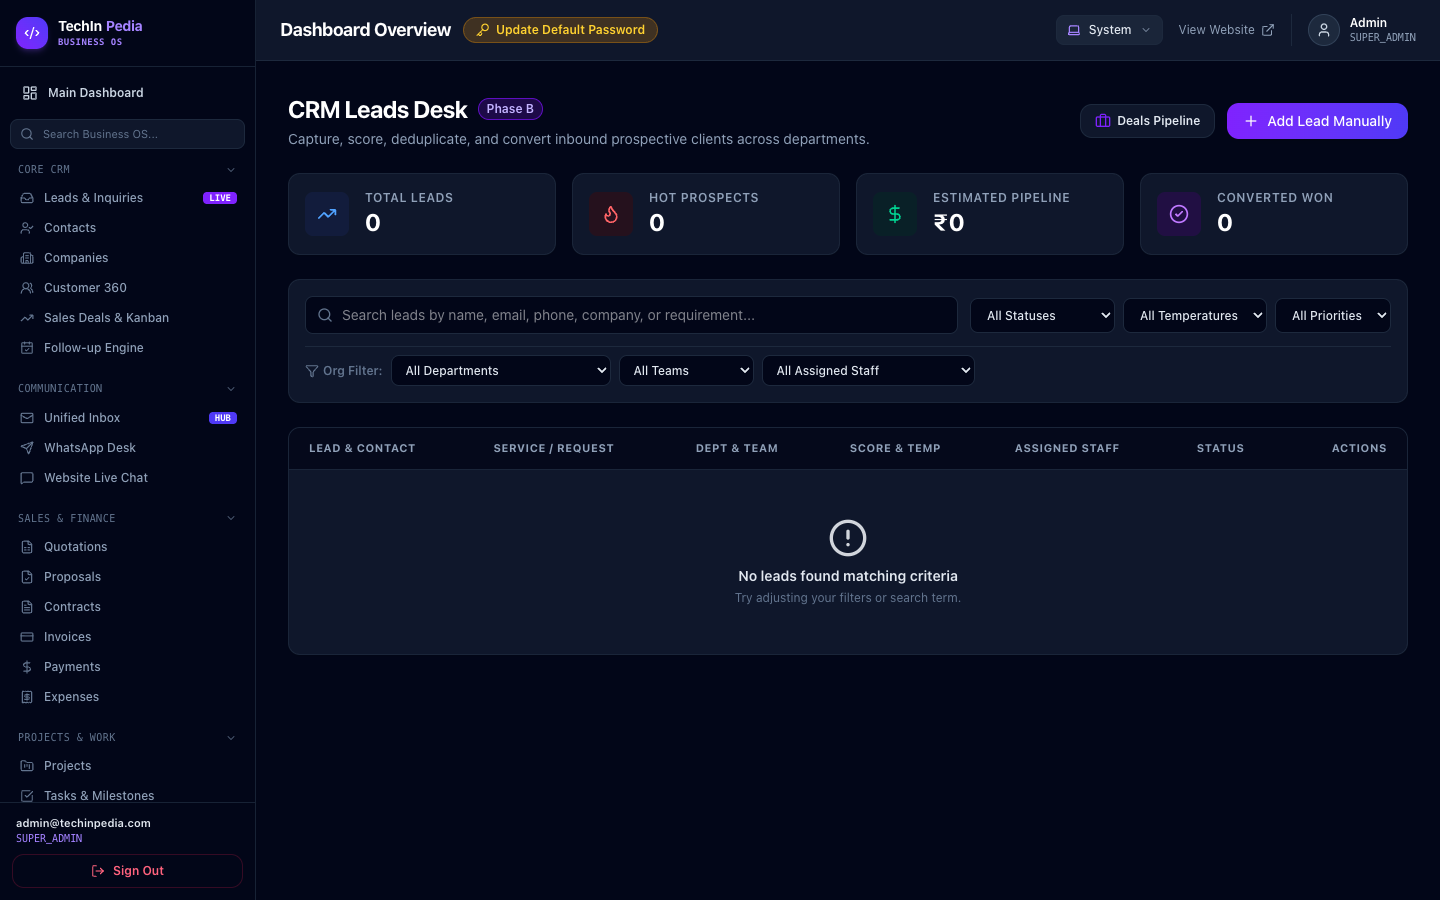 TechIn Pedia
BUSINESS OS
Main Dashboard
Search Business OS...
CORE CRM
Leads & Inquiries LIVE
Contacts
Companies
Customer 360
Sales Deals & Kanban
Follow-up Engine
COMMUNICATION
Unified Inbox HUB
WhatsApp Desk
Website Live Chat
SALES & FINANCE
Quotations
Proposals
Contracts
Invoices
Payments
Expenses
PROJECTS & WORK
Projects
Tasks & Milestones
admin@techinpedia.com
SUPER_ADMIN
Sign Out
Dashboard Overview Update Default Password System View Website Admin
SUPER_ADMIN
CRM Leads Desk Phase B
Capture, score, deduplicate, and convert inbound prospective clients across departments.
Deals Pipeline Add Lead Manually
TOTAL LEADS
0
HOT PROSPECTS
0
ESTIMATED PIPELINE
₹0
CONVERTED WON
0
Search leads by name, email, phone, company, or requirement... All Statuses All Temperatures All Priorities
Org Filter: All Departments All Teams All Assigned Staff
LEAD & CONTACT SERVICE / REQUEST DEPT & TEAM SCORE & TEMP ASSIGNED STAFF STATUS ACTIONS
No leads found matching criteria
Try adjusting your filters or search term.